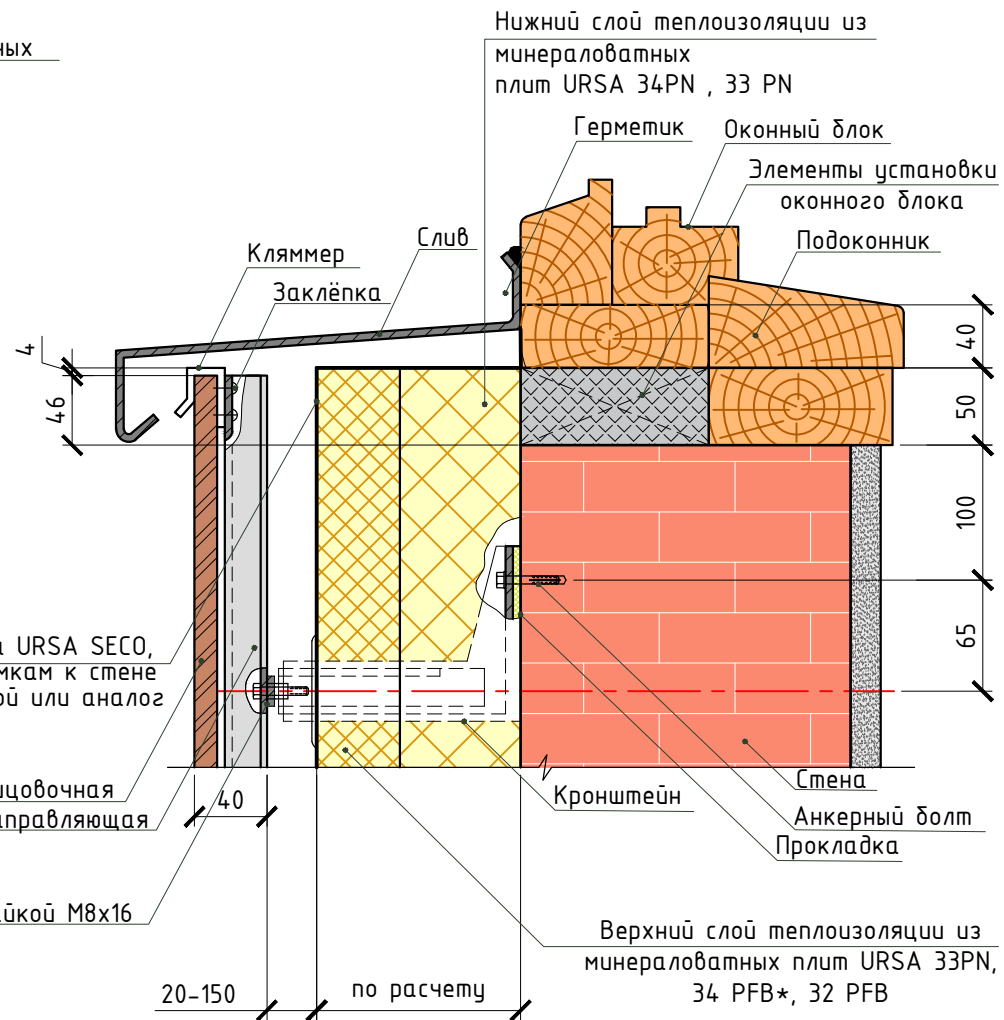 Нижний слой теплоизоляции из
минераловатных
плит URSA 34PN , 33 PN
ных
Герметик
Оконный блок
Элементы установки
оконного блока
Подоконник
Слив
Кляммер
Заклёпка
4
46
40
50
100
65
URSA SECO,
мкам к стене
ой или аналог
ицовочная
аправляющая
40
йкой М8х16
Кронштейн
Стена
Анкерный болт
Прокладка
20-150
по расчету
Верхний слой теплоизоляции из
минераловатных плит URSA 33PN,
34 PFB*, 32 PFB